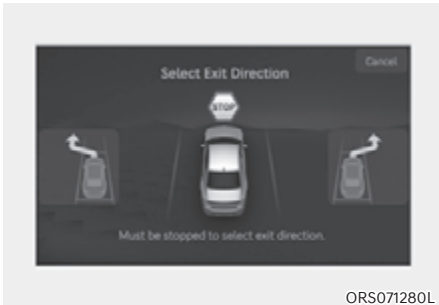 Cancel
Select Exit Direction
STOP
Must be stopped to select exit direction.
ORS071280L